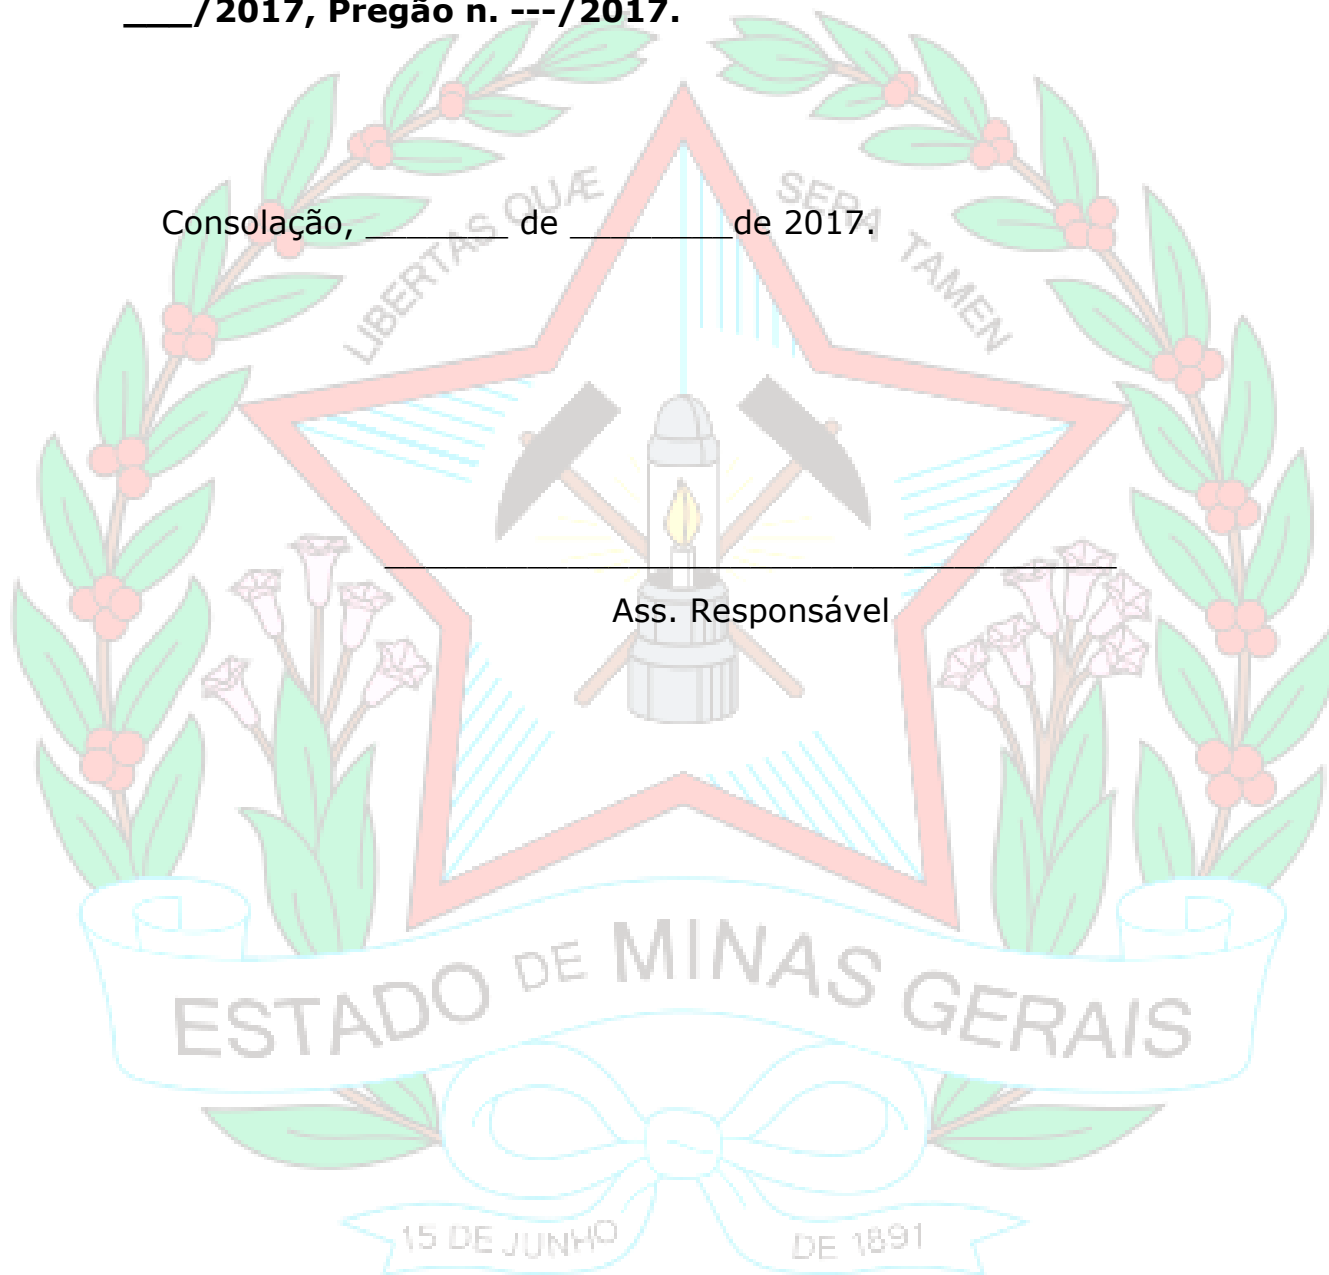 ___/2017, Pregão n. ---/2017.
LIBERTAS QUÆ SERA TAMEN
Consolação, _______ de ________de 2017.
____________________________________
Ass. Responsável
ESTADO DE MINAS GERAIS
15 DE JUNHO DE 1891